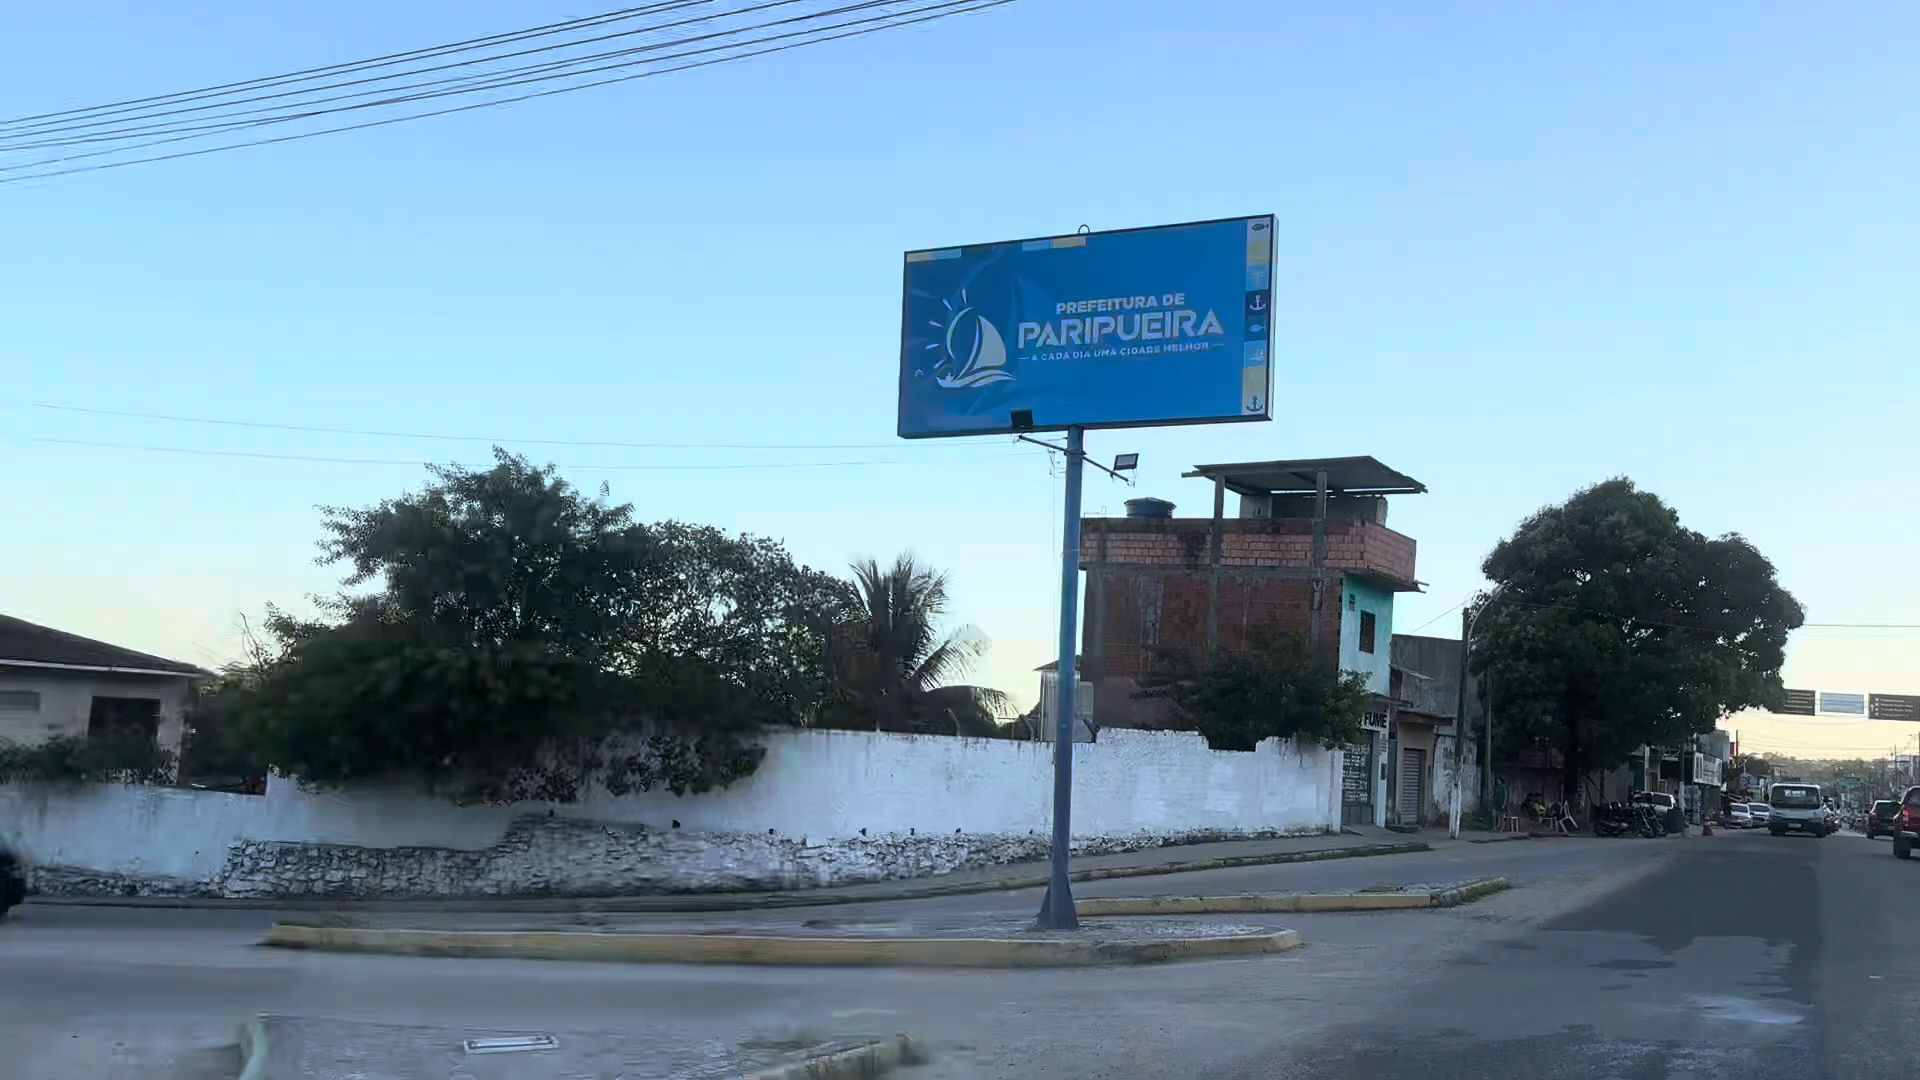 PREFEITURA DE
PARIPUEIRA
A CADA DIA UMA CIDADE MELHOR
FUME